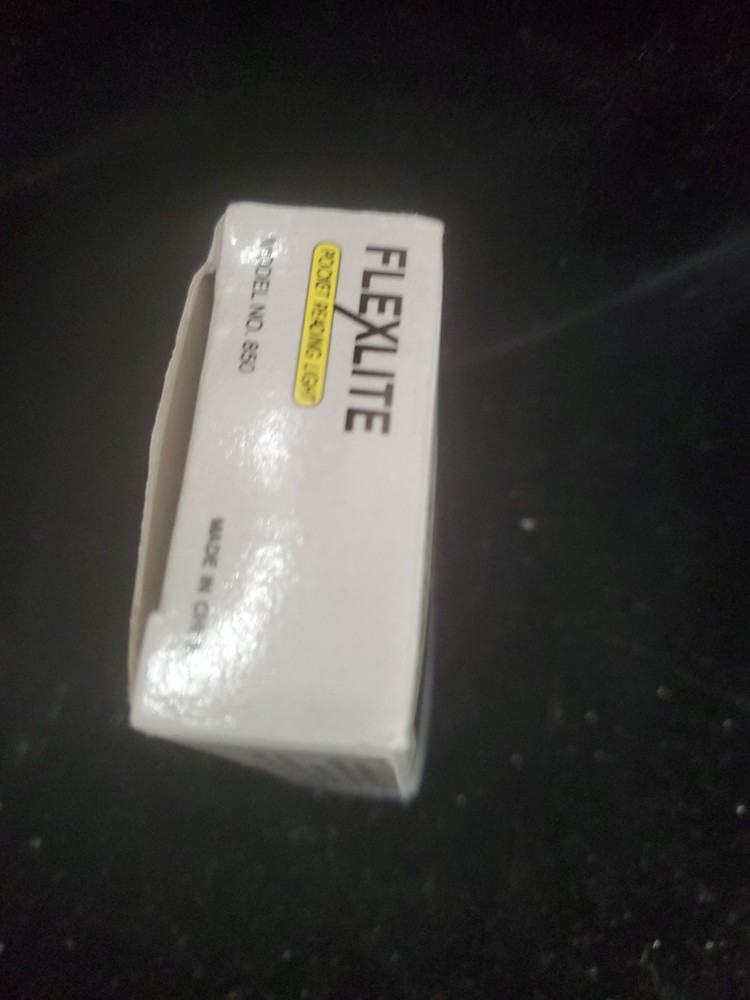 FLEXLITE
POCKET READING LIGHT
MODEL NO. 850
MADE IN